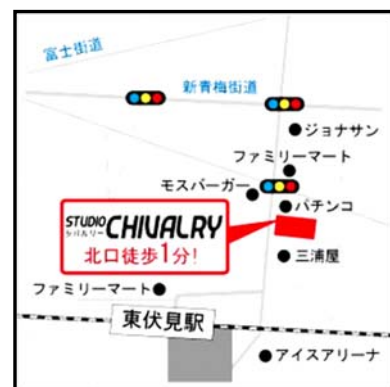 富士街道
新青梅街道
ジョナサン
ファミリーマート
モスバーガー
パチンコ
STUDIO CHIVALRY
シバルリー
北口徒歩1分!
三浦屋
ファミリーマート
東伏見駅
アイスアリーナ